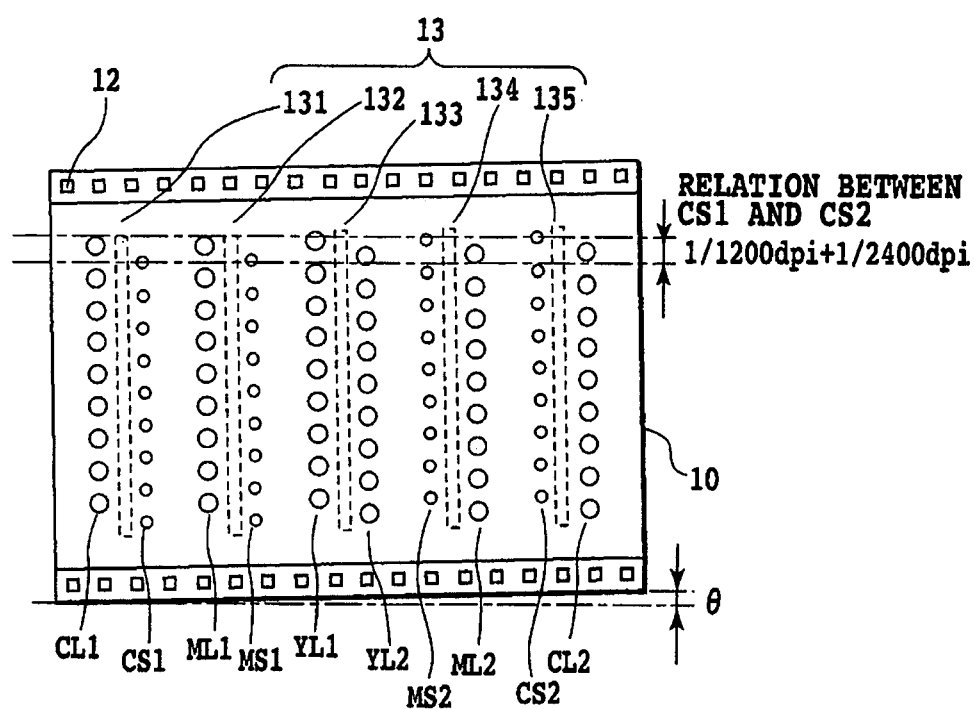 13
12
131
132
133
134
135
RELATION BETWEEN
CS1 AND CS2
1/1200dpi+1/2400dpi
10
θ
CL1
CS1
ML1
MS1
YL1
YL2
MS2
ML2
CS2
CL2